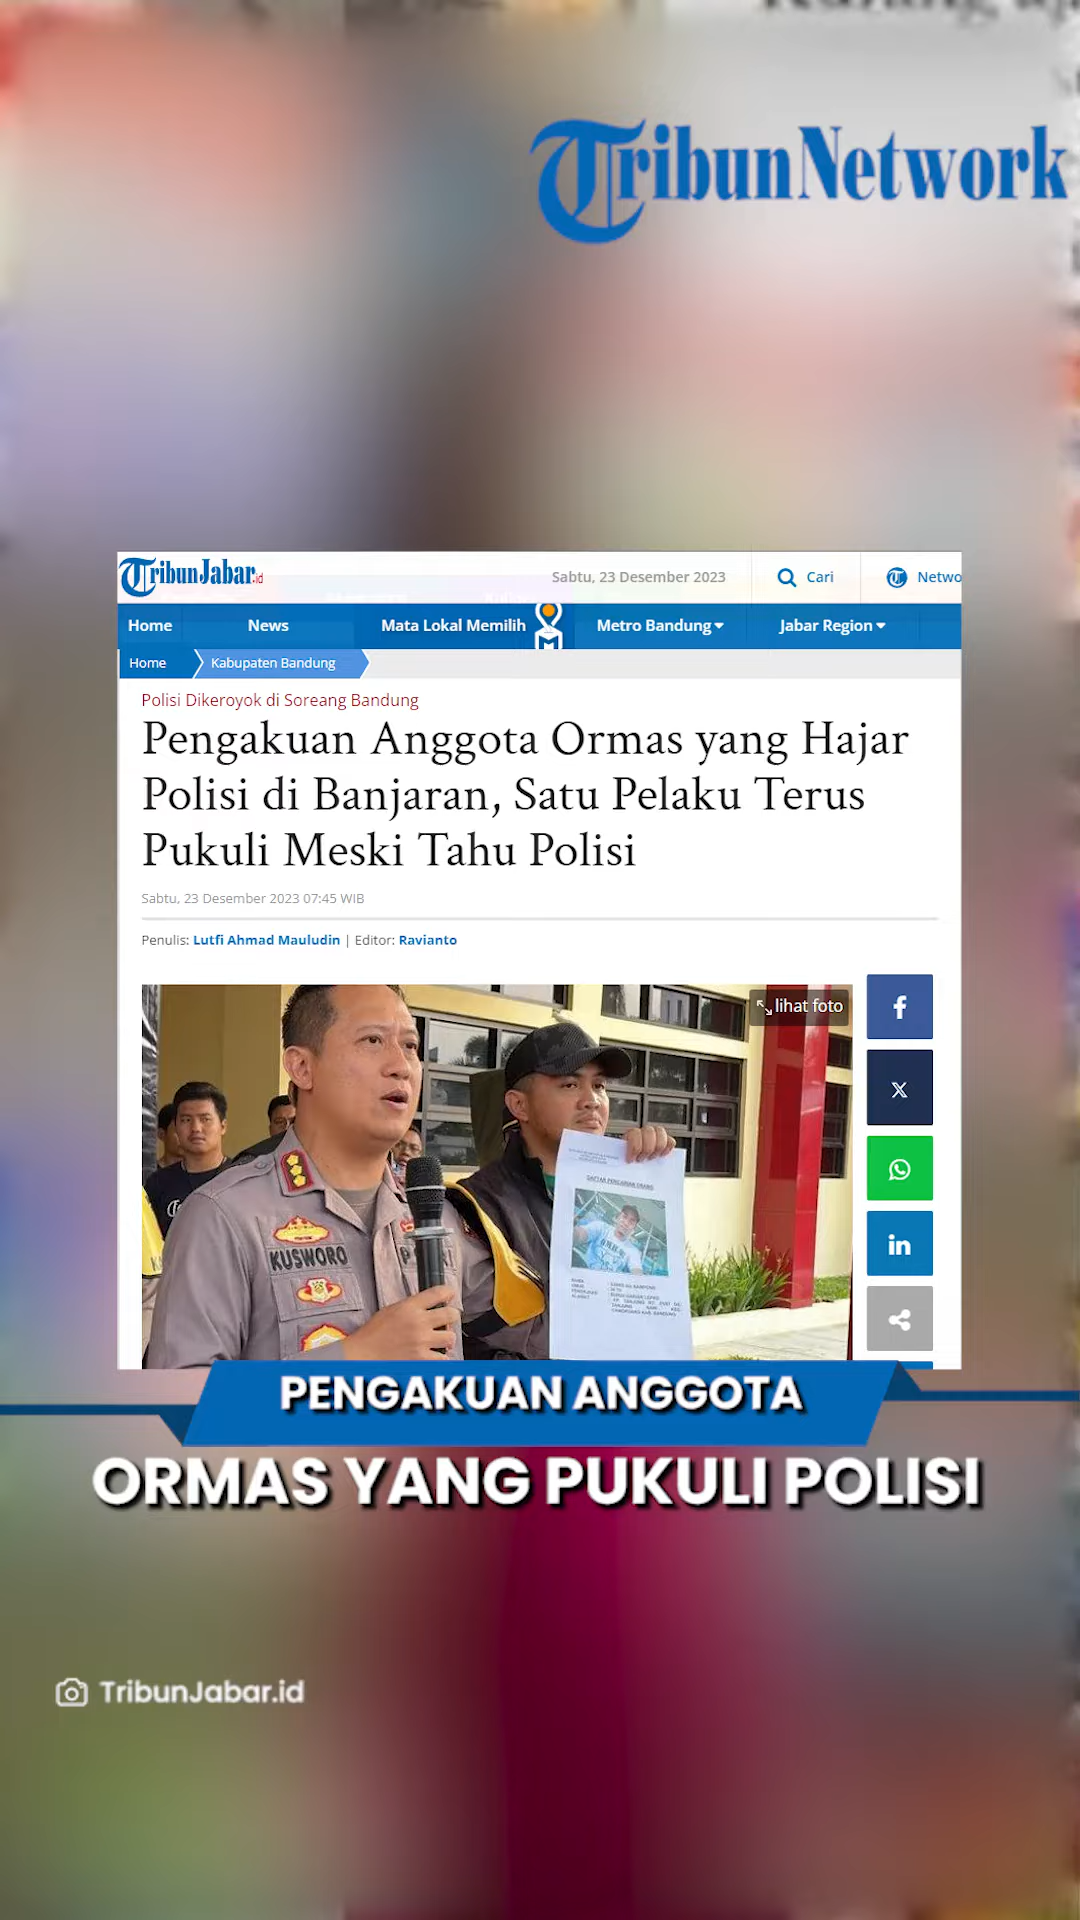 TribunNetwork
TribunJabar.id
Sabtu, 23 Desember 2023
Cari
Netwo
Home
News
Mata Lokal Memilih
Metro Bandung
Jabar Region
Home
Kabupaten Bandung
Polisi Dikeroyok di Soreang Bandung
Pengakuan Anggota Ormas yang Hajar
Polisi di Banjaran, Satu Pelaku Terus
Pukuli Meski Tahu Polisi
Sabtu, 23 Desember 2023 07:45 WIB
Penulis: Lutfi Ahmad Mauludin | Editor: Ravianto
lihat foto
DAFTAR PENCARIAN ORANG
KUSWORO
PENGAKUAN ANGGOTA
ORMAS YANG PUKULI POLISI
TribunJabar.id